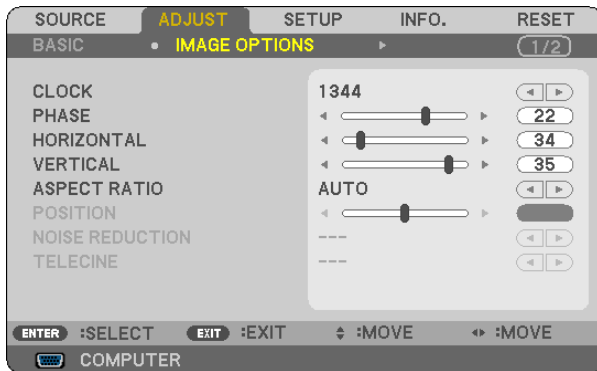 SOURCE ADJUST SETUP INFO. RESET
BASIC • IMAGE OPTIONS ▶ 1/2
CLOCK 1344
PHASE 22
HORIZONTAL 34
VERTICAL 35
ASPECT RATIO AUTO
POSITION
NOISE REDUCTION ---
TELECINE ---
ENTER :SELECT EXIT :EXIT :MOVE :MOVE
COMPUTER